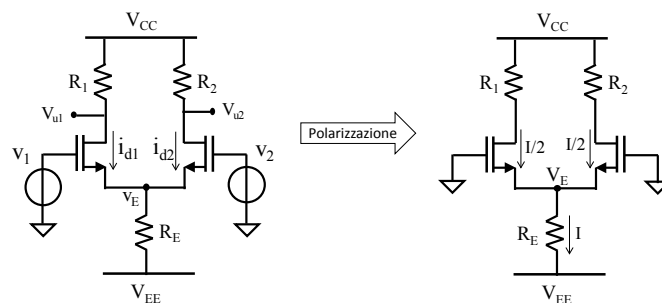 V_CC
R_1
R_2
V_u1
V_u2
v_1
i_d1
i_d2
v_2
v_E
R_E
V_EE
Polarizzazione
V_CC
R_1
R_2
I/2
I/2
V_E
R_E
I
V_EE